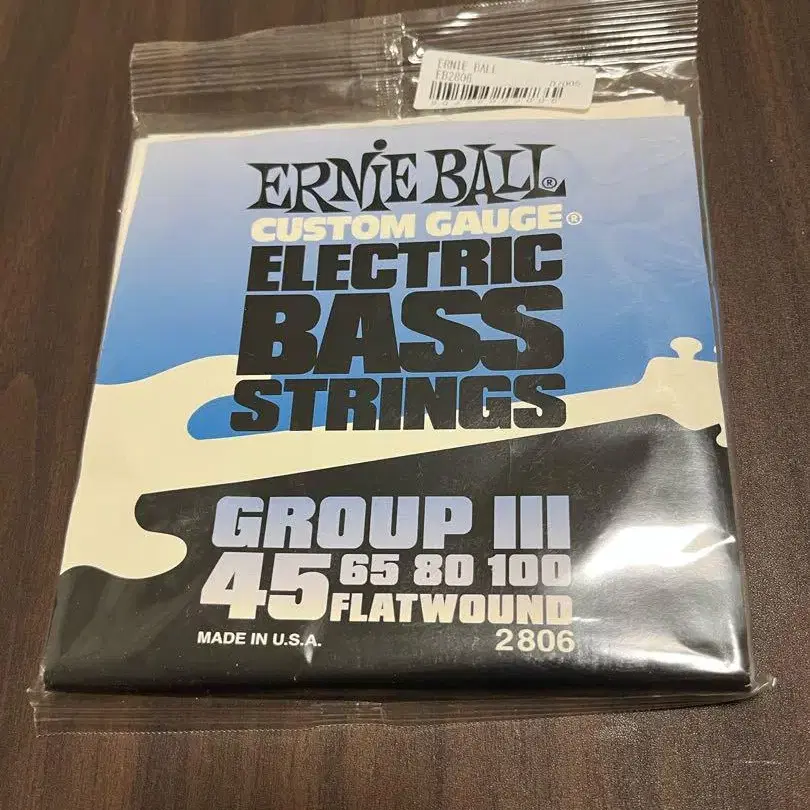 ERNIE BALL
EB2806
ERNIE BALL®
CUSTOM GAUGE®
ELECTRIC
BASS
STRINGS
GROUP III
45 65 80 100
FLATWOUND
MADE IN U.S.A. 2806